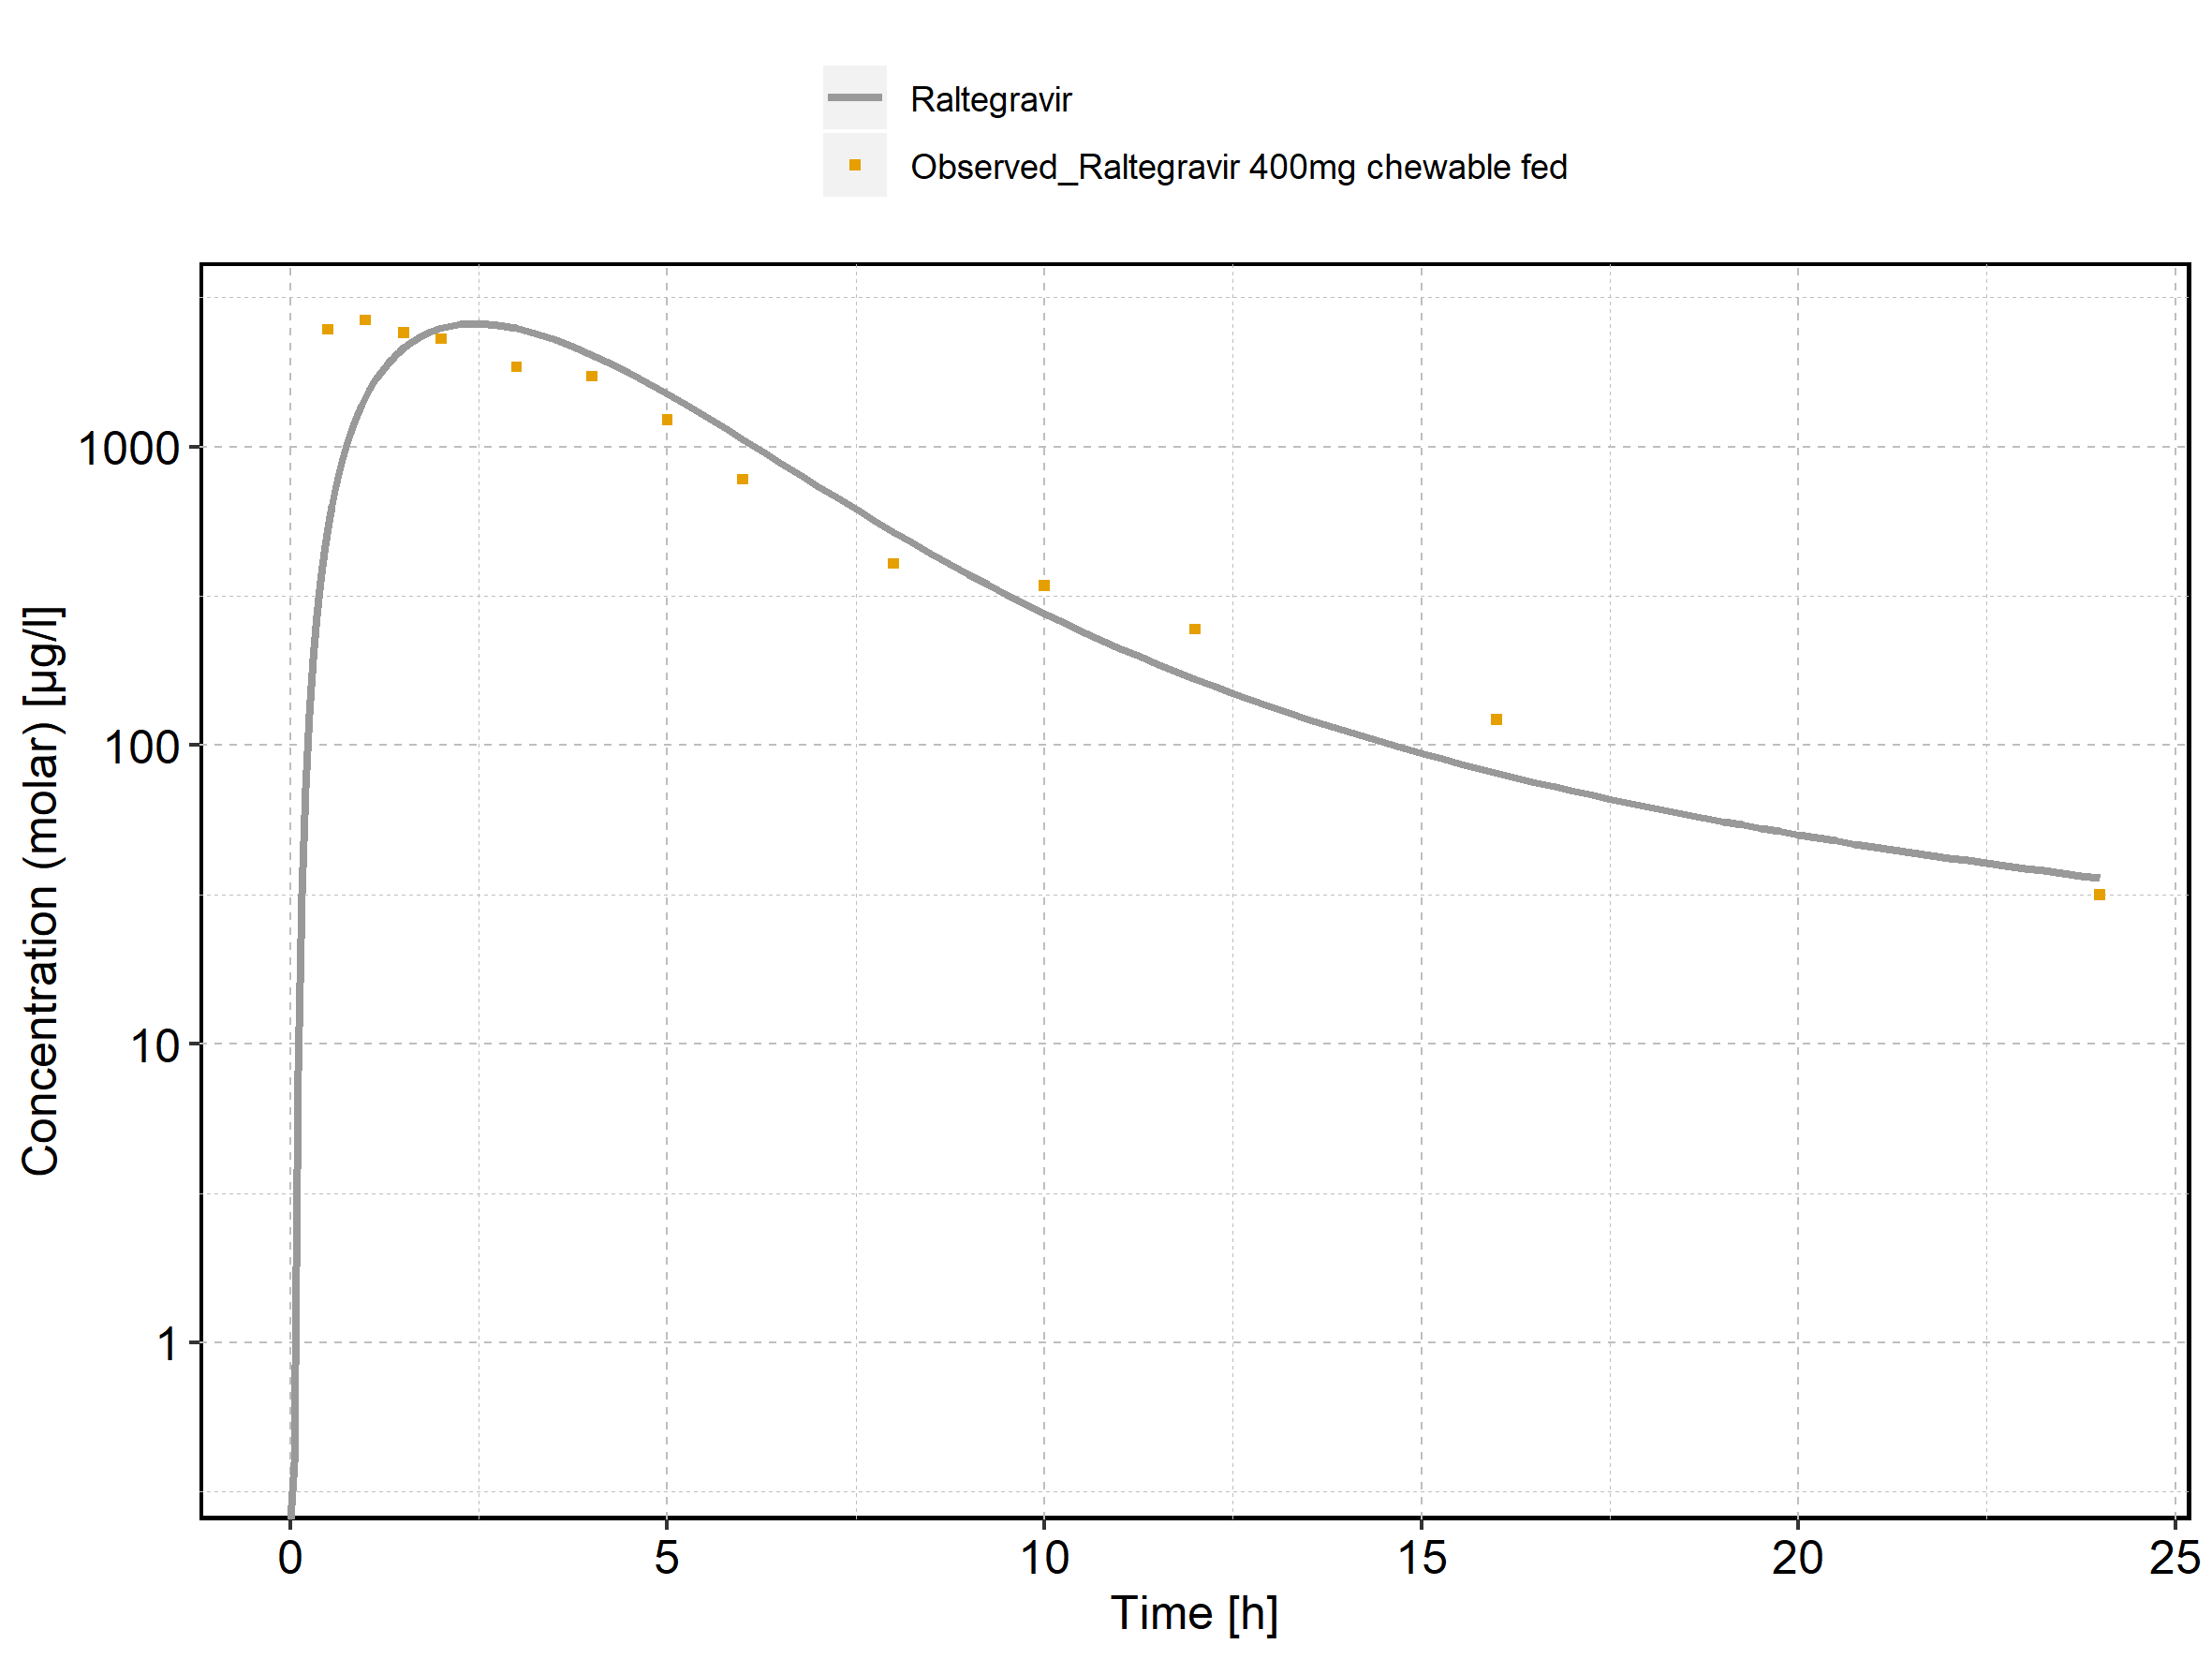 Raltegravir
Observed_Raltegravir 400mg chewable fed
Concentration (molar) [µg/l]
1000
100
10
1
0 5 10 15 20 25
Time [h]